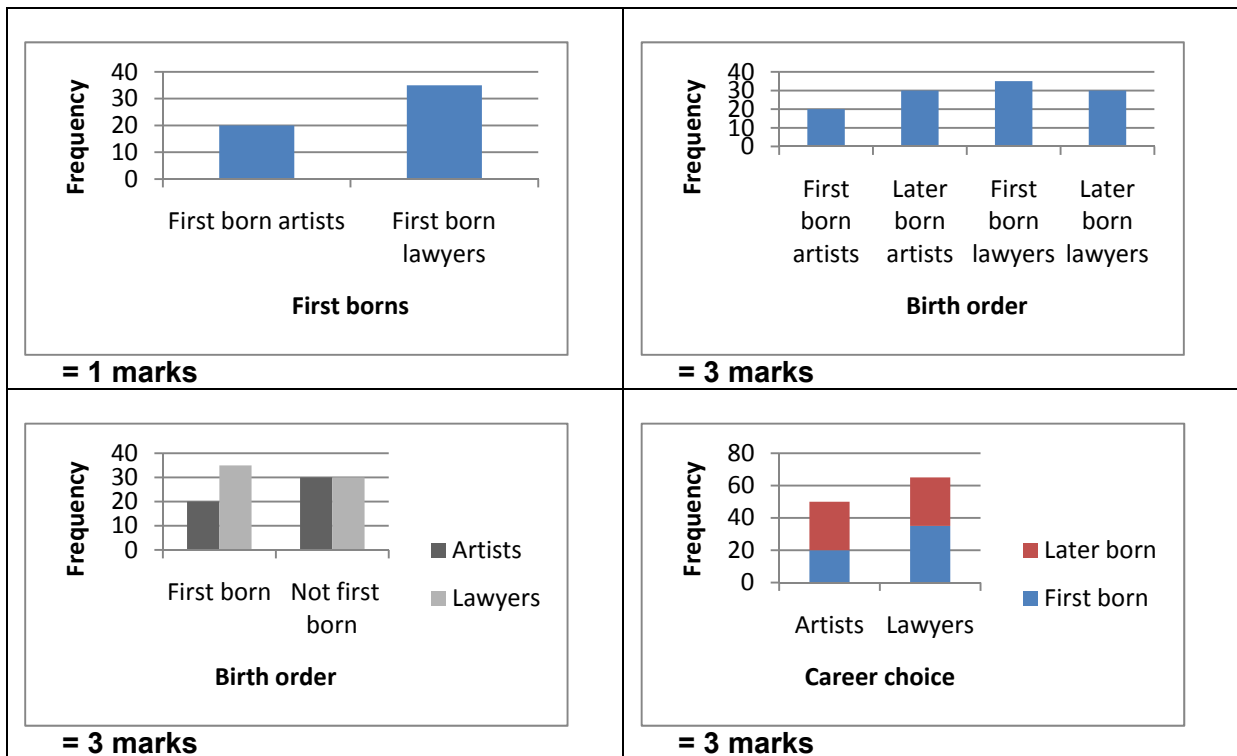 Frequency
40
30
20
10
0
First born artists
First born
lawyers
First borns
= 1 marks
Frequency
40
30
20
10
0
First
born
artists
Later
born
artists
First
born
lawyers
Later
born
lawyers
Birth order
= 3 marks
Frequency
40
30
20
10
0
First born
Not first
born
Artists
Lawyers
Birth order
= 3 marks
Frequency
80
60
40
20
0
Artists
Lawyers
Later born
First born
Career choice
= 3 marks